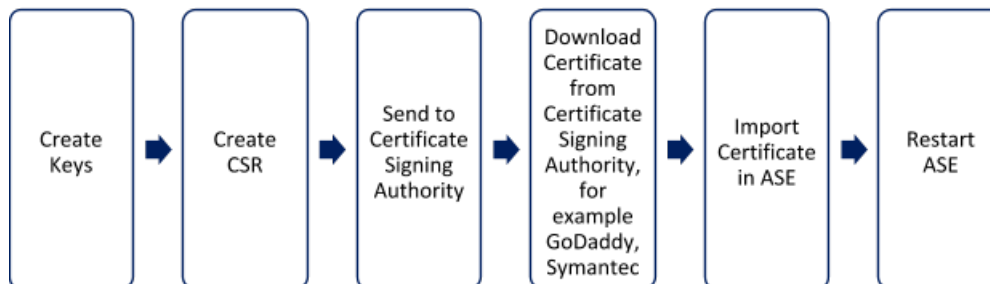 Create
Keys
Create
CSR
Send to
Certificate
Signing
Authority
Download
Certificate
from
Certificate
Signing
Authority,
for
example
GoDaddy,
Symantec
Import
Certificate
in ASE
Restart
ASE